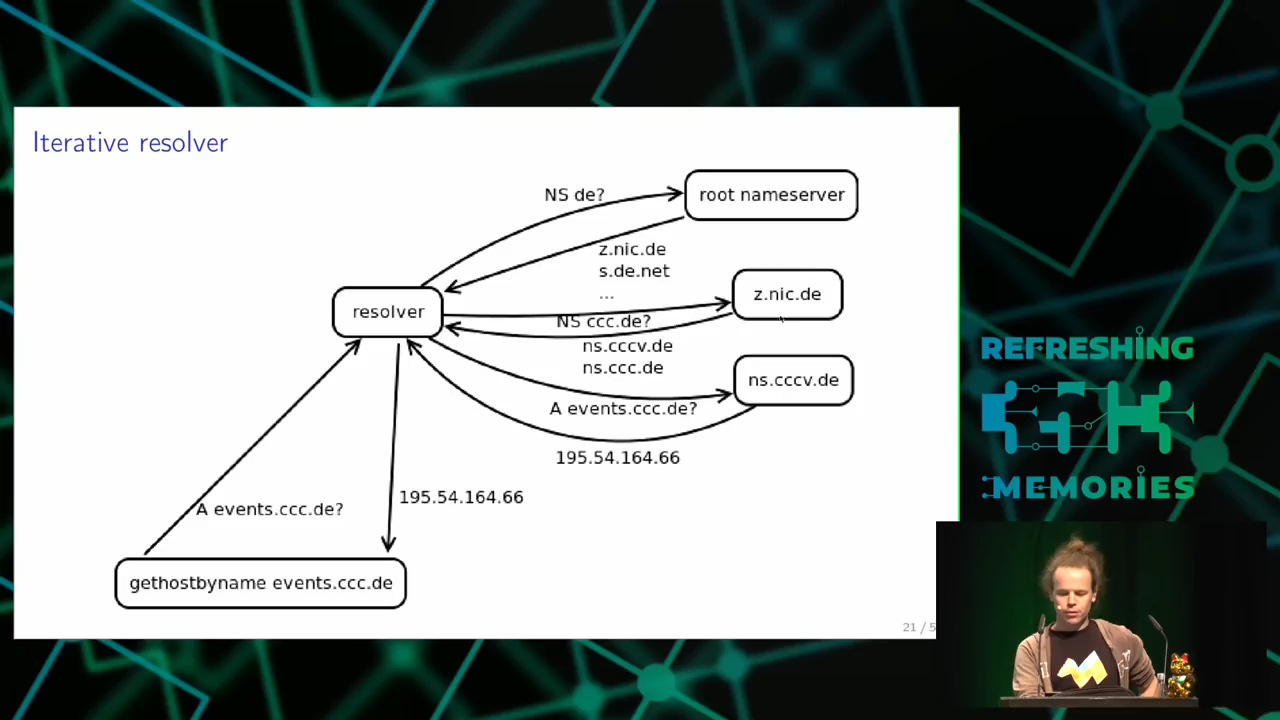 Iterative resolver
NS de?
root nameserver
z.nic.de
s.de.net
...
z.nic.de
resolver
NS ccc.de?
ns.cccv.de
ns.ccc.de
ns.cccv.de
A events.ccc.de?
195.54.164.66
195.54.164.66
A events.ccc.de?
gethostbyname events.ccc.de
21 / 5
REFRESHING
MEMORIES